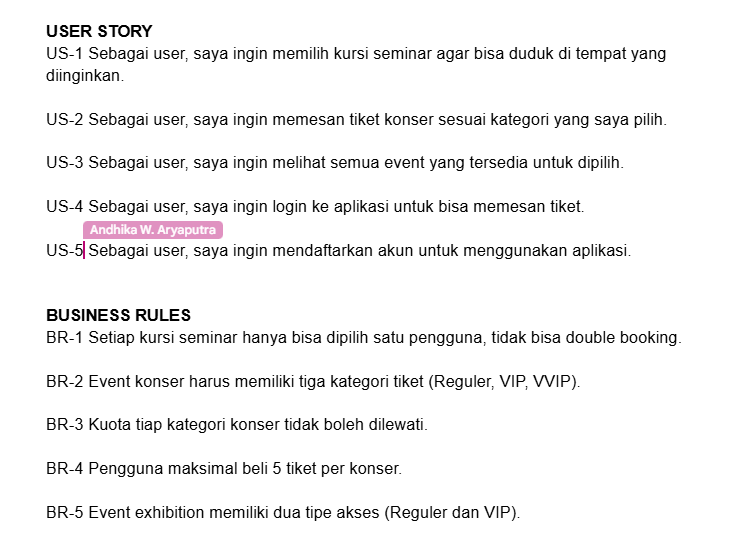 USER STORY
US-1 Sebagai user, saya ingin memilih kursi seminar agar bisa duduk di tempat yang
diinginkan.
US-2 Sebagai user, saya ingin memesan tiket konser sesuai kategori yang saya pilih.
US-3 Sebagai user, saya ingin melihat semua event yang tersedia untuk dipilih.
US-4 Sebagai user, saya ingin login ke aplikasi untuk bisa memesan tiket.
Andhika W. Aryaputra
US-5 Sebagai user, saya ingin mendaftarkan akun untuk menggunakan aplikasi.
BUSINESS RULES
BR-1 Setiap kursi seminar hanya bisa dipilih satu pengguna, tidak bisa double booking.
BR-2 Event konser harus memiliki tiga kategori tiket (Reguler, VIP, VVIP).
BR-3 Kuota tiap kategori konser tidak boleh dilewati.
BR-4 Pengguna maksimal beli 5 tiket per konser.
BR-5 Event exhibition memiliki dua tipe akses (Reguler dan VIP).